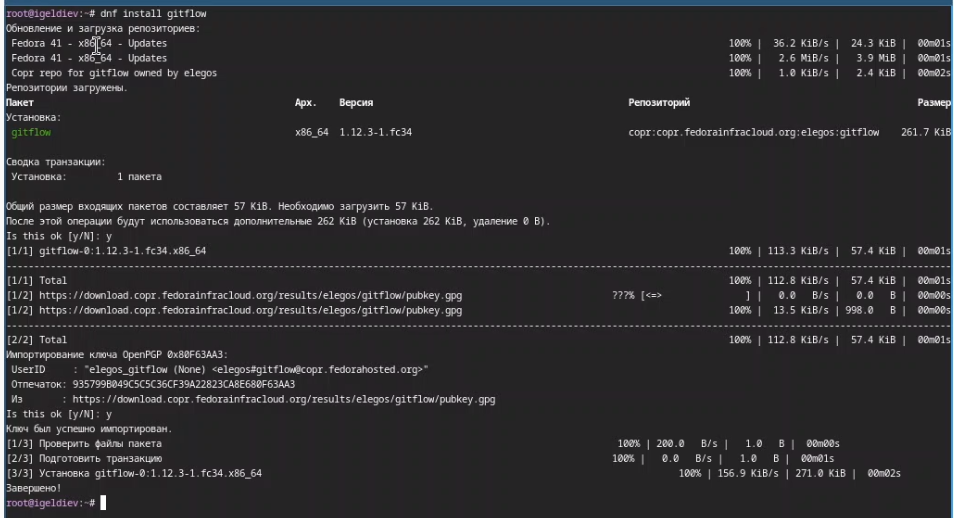 root@igeldiev:~# dnf install gitflow
Обновление и загрузка репозиториев:
Fedora 41 - x86_64 - Updates 100% | 36.2 KiB/s | 24.3 KiB | 00m01s
Fedora 41 - x86_64 - Updates 100% | 2.6 MiB/s | 3.9 MiB | 00m01s
Copr repo for gitflow owned by elegos 100% | 1.0 KiB/s | 2.4 KiB | 00m02s
Репозитории загружены.
Пакет Арх. Версия Репозиторий Размер
Установка:
gitflow x86_64 1.12.3-1.fc34 copr:copr.fedorainfracloud.org:elegos:gitflow 261.7 KiB
Сводка транзакции:
Установка: 1 пакета
Общий размер входящих пакетов составляет 57 KiB. Необходимо загрузить 57 KiB.
После этой операции будут использоваться дополнительные 262 KiB (установка 262 KiB, удаление 0 B).
Is this ok [y/N]: y
[1/1] gitflow-0:1.12.3-1.fc34.x86_64 100% | 113.3 KiB/s | 57.4 KiB | 00m01s
--------------------------------------------------------------------------------
[1/1] Total 100% | 112.8 KiB/s | 57.4 KiB | 00m01s
[1/2] https://download.copr.fedorainfracloud.org/results/elegos/gitflow/pubkey.gpg ???% [<=> ] | 0.0 B/s | 0.0 B | 00m00s
[1/2] https://download.copr.fedorainfracloud.org/results/elegos/gitflow/pubkey.gpg 100% | 13.5 KiB/s | 998.0 B | 00m00s
--------------------------------------------------------------------------------
[2/2] Total 100% | 112.8 KiB/s | 57.4 KiB | 00m01s
Импортирование ключа OpenPGP 0x80F63AA3:
UserID : "elegos_gitflow (None) <elegos#gitflow@copr.fedorahosted.org>"
Отпечаток: 935799B049C5C5C36CF39A22823CA8E680F63AA3
Из : https://download.copr.fedorainfracloud.org/results/elegos/gitflow/pubkey.gpg
Is this ok [y/N]: y
Ключ был успешно импортирован.
[1/3] Проверить файлы пакета 100% | 200.0 B/s | 1.0 B | 00m00s
[2/3] Подготовить транзакцию 100% | 0.0 B/s | 1.0 B | 00m01s
[3/3] Установка gitflow-0:1.12.3-1.fc34.x86_64 100% | 156.9 KiB/s | 271.0 KiB | 00m02s
Завершено!
root@igeldiev:~#